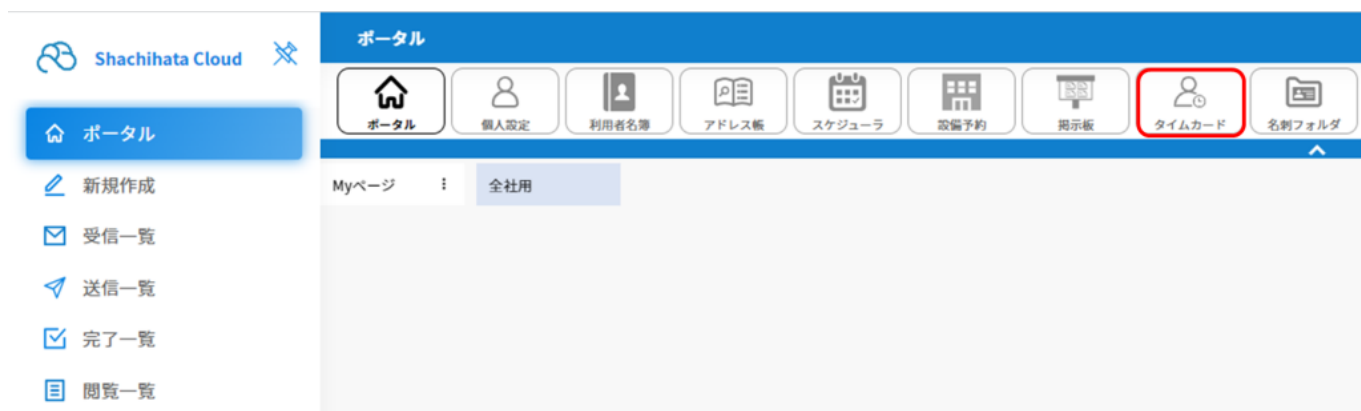 Shachihata Cloud
ポータル
新規作成
受信一覧
送信一覧
完了一覧
閲覧一覧
ポータル
ポータル
個人設定
利用者名簿
アドレス帳
スケジューラ
設備予約
掲示板
タイムカード
名刺フォルダ
Myページ
全社用